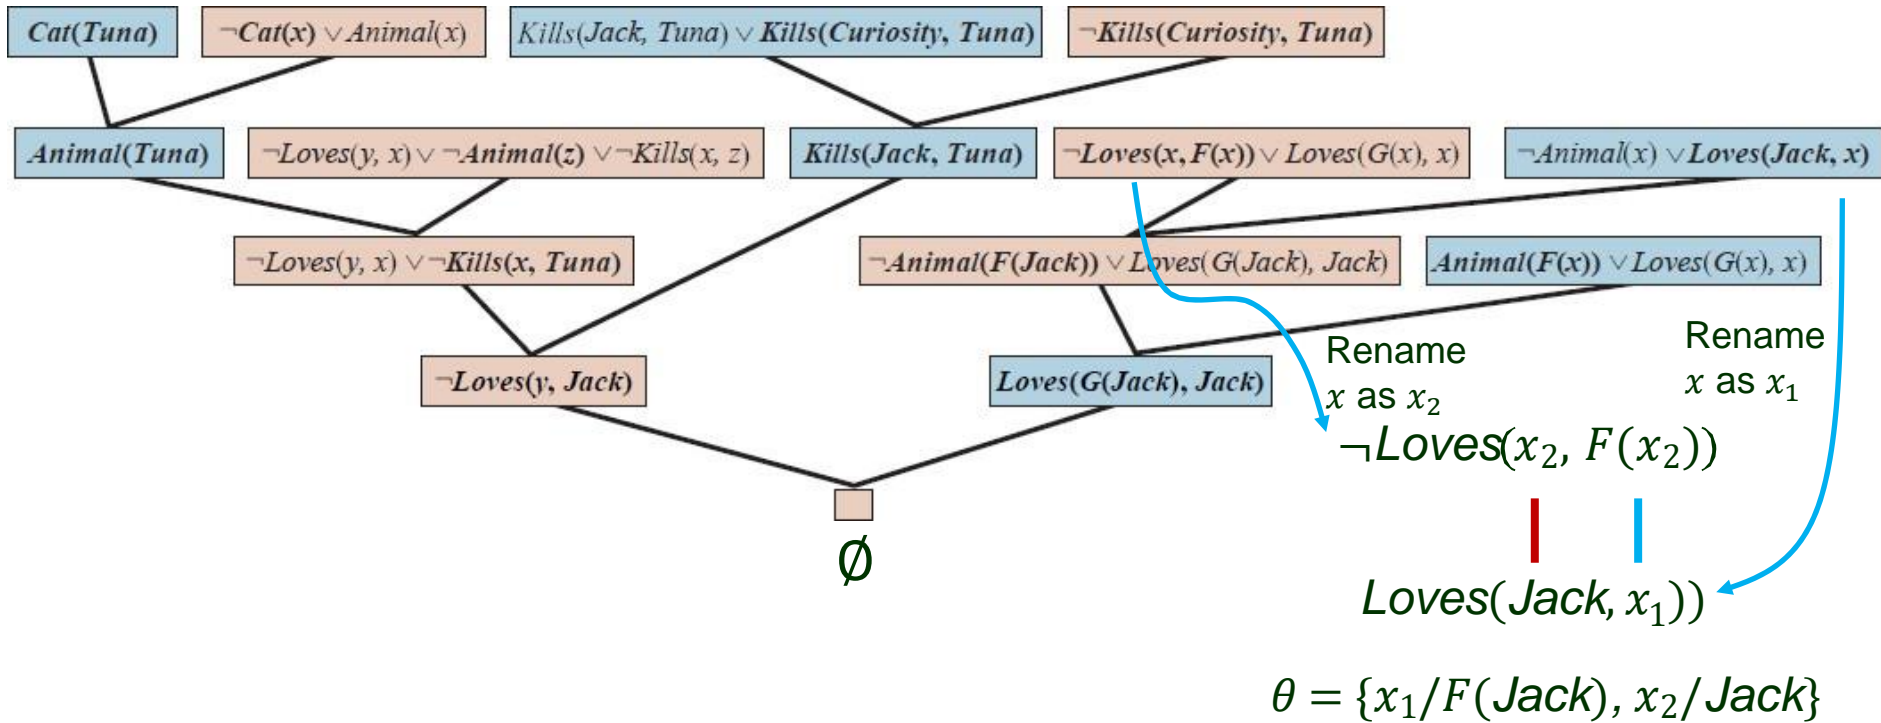 Cat(Tuna)
¬Cat(x) ∨ Animal(x)
Kills(Jack, Tuna) ∨ Kills(Curiosity, Tuna)
¬Kills(Curiosity, Tuna)
Animal(Tuna)
¬Loves(y, x) ∨ ¬Animal(z) ∨ ¬Kills(x, z)
Kills(Jack, Tuna)
¬Loves(x, F(x)) ∨ Loves(G(x), x)
¬Animal(x) ∨ Loves(Jack, x)
¬Loves(y, x) ∨ ¬Kills(x, Tuna)
¬Animal(F(Jack)) ∨ Loves(G(Jack), Jack)
Animal(F(x)) ∨ Loves(G(x), x)
¬Loves(y, Jack)
Loves(G(Jack), Jack)
Rename
x as x₂
Rename
x as x₁
¬Loves(x₂, F(x₂))
∅
Loves(Jack, x₁))
θ = {x₁/F(Jack), x₂/Jack}